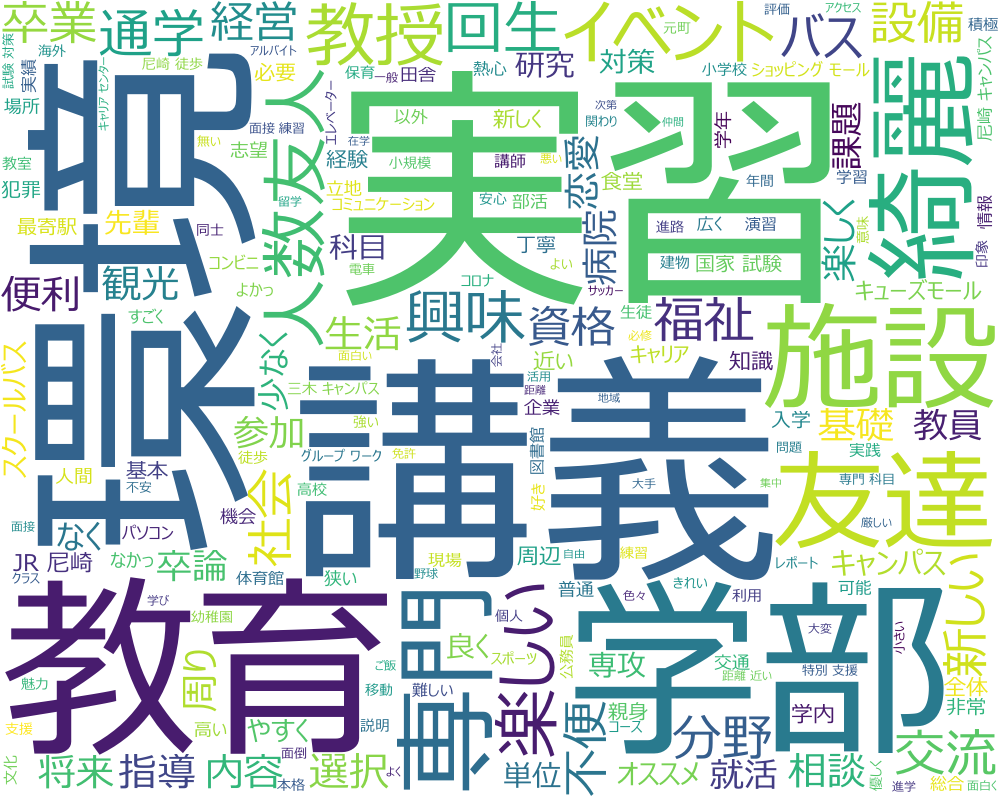 卒業
通学
経営
教授
回生
イベント
バス
設備
評価
アクセス
積極
試験 対策
海外
実績
場所
キャリア センター
アルバイト
尼崎 徒歩
必要
保育
一般
田舎
熱心
研究
対策
元町
小学校
ショッピング モール
尼崎 キャンパス
環境
実習
綺麗
人数
友人
面接 練習
無い
志望
教室
犯罪
最寄駅
先輩
同士
エレベーター
以外
経験
小規模
在学
立地
留学
コミュニケーション
新しく
講師
安心
部活
次第
関わり
悪い
仲間
恋愛
食堂
学年
課題
学習
年間
進路
広く
演習
建物
国家 試験
楽しく
意味
印象
情報
便利
観光
コンビニ
科目
電車
コロナ
丁寧
よい
病院
サッカー
生徒
キューズモール
すごく
よかっ
生活
面白い
少なく
興味
資格
福祉
必修
キャリア
近い
知識
施設
スクールバス
三木 キャンパス
会社
活用
距離
企業
地域
参加
強い
徒歩
グループ ワーク
免許
図書館
講義
入学
基礎
教員
人間
基本
不安
社会
高校
好き
大手
問題
実践
集中
専門 科目
友達
面接
なく
パソコン
機会
JR 尼崎
なかっ
卒論
クラス
体育館
狭い
現場
野球
周辺
自由
練習
厳しい
レポート
キャンパス
教育
学び
幼稚園
専門
個人
普通
色々
きれい
利用
可能
学部
大変
小さい
新しい
魅力
周り
ご飯
移動
良く
難しい
スポーツ
楽しい
公務員
専攻
交通
距離 近い
特別 支援
全体
非常
支援
高い
やすく
説明
不便
親身
コース
分野
学内
交流
文化
将来
指導
内容
面倒
本格
選択
よく
単位
オススメ
就活
相談
優しく
進学
総合
面白く